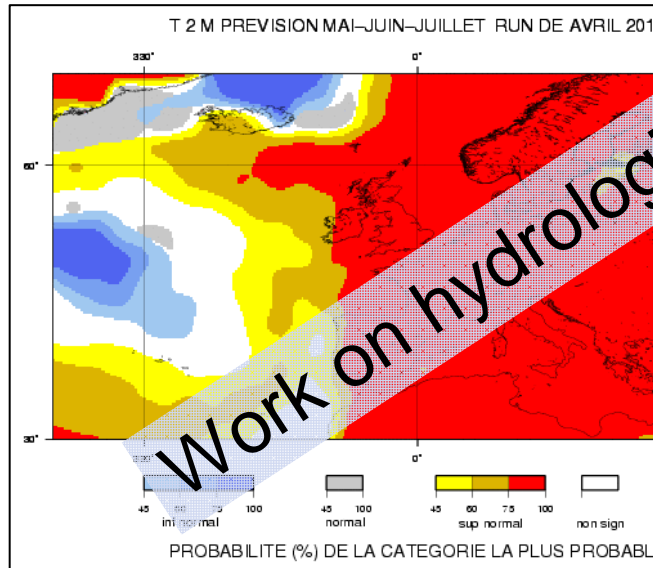 T 2 M PREVISION MAI–JUIN–JUILLET RUN DE AVRIL 201
330° 0°
60°
30°
0°
Work on hydrologi
45 60 75 100 45 100 45 60 75 100
inf normal normal sup normal non sign
PROBABILITE (%) DE LA CATEGORIE LA PLUS PROBABL